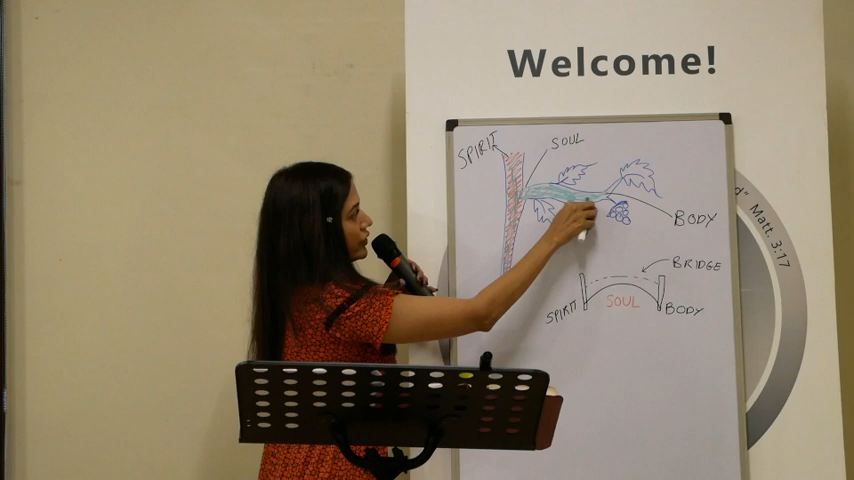 Welcome!
d" Matt. 3:17
SPIRIT
SOUL
BODY
BRIDGE
SPIRIT
SOUL
BODY